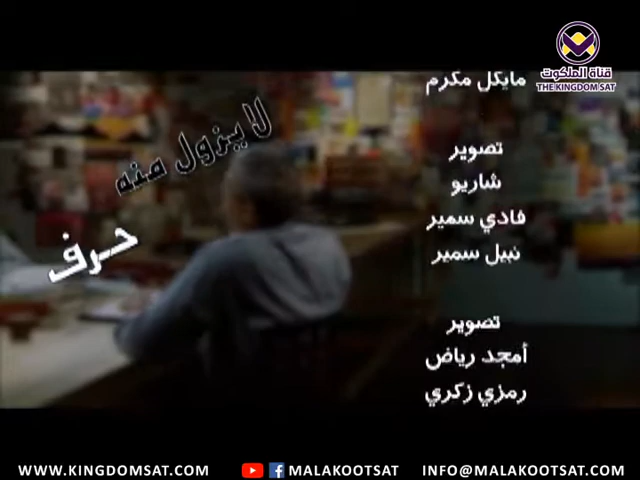 قناة الملكوت
THE KINGDOM SAT
مايكل مكرم
لا يزول منه
حرف
تصوير
شاريو
فادي سمير
نبيل سمير
تصوير
أمجد رياض
رمزي زكري
WWW.KINGDOMSAT.COM
MALAKOOTSAT
INFO@MALAKOOTSAT.COM